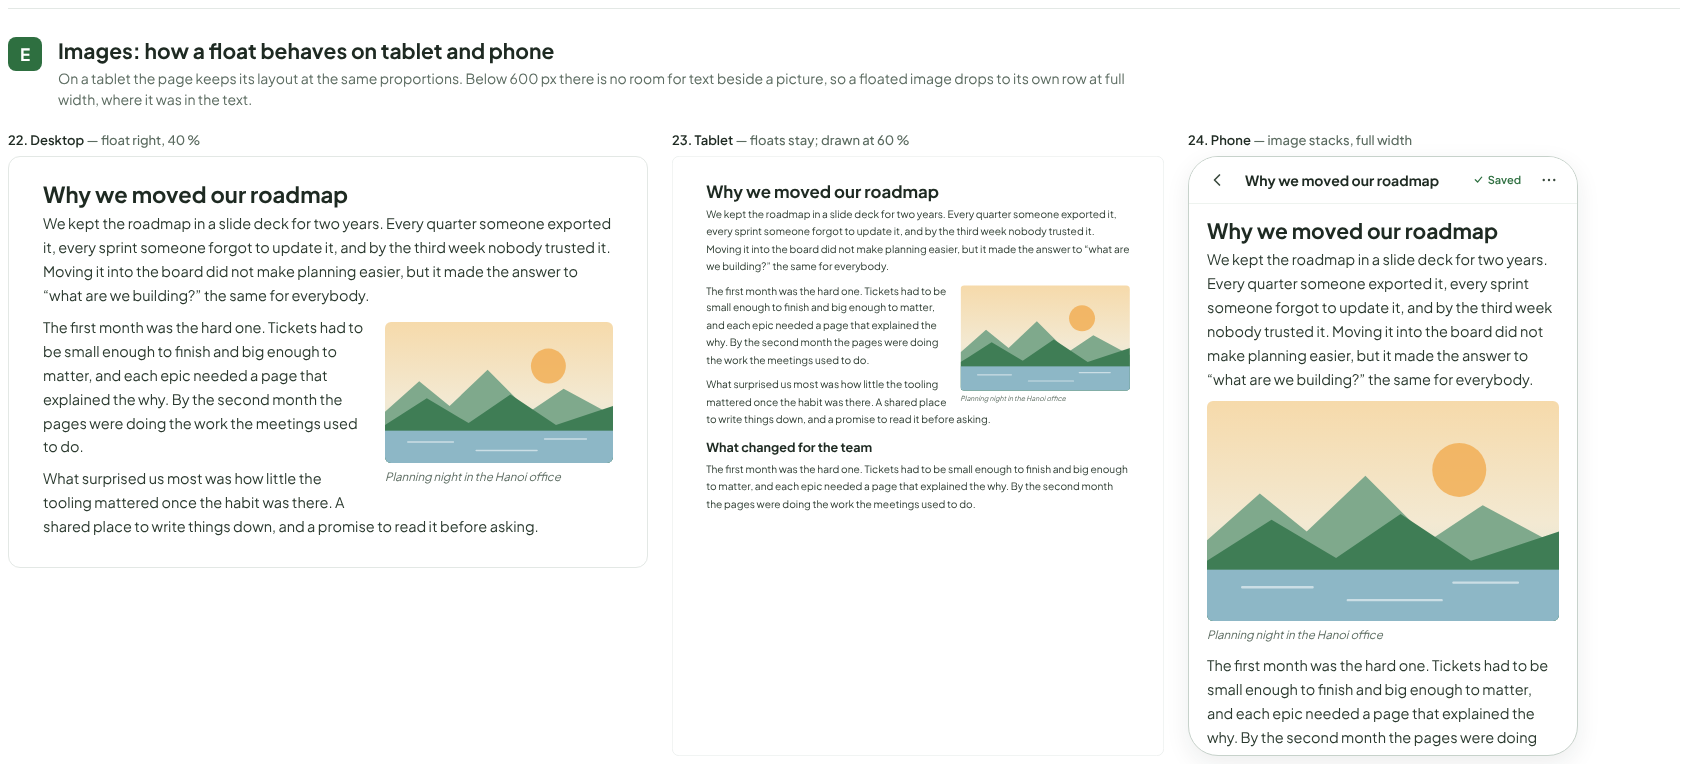 E
Images: how a float behaves on tablet and phone
On a tablet the page keeps its layout at the same proportions. Below 600 px there is no room for text beside a picture, so a floated image drops to its own row at full
width, where it was in the text.
22. Desktop — float right, 40 %
Why we moved our roadmap
We kept the roadmap in a slide deck for two years. Every quarter someone exported
it, every sprint someone forgot to update it, and by the third week nobody trusted it.
Moving it into the board did not make planning easier, but it made the answer to
“what are we building?” the same for everybody.
The first month was the hard one. Tickets had to
be small enough to finish and big enough to
matter, and each epic needed a page that
explained the why. By the second month the
pages were doing the work the meetings used
to do.
Planning night in the Hanoi office
What surprised us most was how little the
tooling mattered once the habit was there. A
shared place to write things down, and a promise to read it before asking.
23. Tablet — floats stay; drawn at 60 %
Why we moved our roadmap
We kept the roadmap in a slide deck for two years. Every quarter someone exported it,
every sprint someone forgot to update it, and by the third week nobody trusted it.
Moving it into the board did not make planning easier, but it made the answer to “what are
we building?” the same for everybody.
The first month was the hard one. Tickets had to be
small enough to finish and big enough to matter,
and each epic needed a page that explained the
why. By the second month the pages were doing
the work the meetings used to do.
Planning night in the Hanoi office
What surprised us most was how little the tooling
mattered once the habit was there. A shared place
to write things down, and a promise to read it before asking.
What changed for the team
The first month was the hard one. Tickets had to be small enough to finish and big enough
to matter, and each epic needed a page that explained the why. By the second month
the pages were doing the work the meetings used to do.
24. Phone — image stacks, full width
Why we moved our roadmap
Saved
Why we moved our roadmap
We kept the roadmap in a slide deck for two years.
Every quarter someone exported it, every sprint
someone forgot to update it, and by the third week
nobody trusted it. Moving it into the board did not
make planning easier, but it made the answer to
“what are we building?” the same for everybody.
Planning night in the Hanoi office
The first month was the hard one. Tickets had to be
small enough to finish and big enough to matter,
and each epic needed a page that explained the
why. By the second month the pages were doing